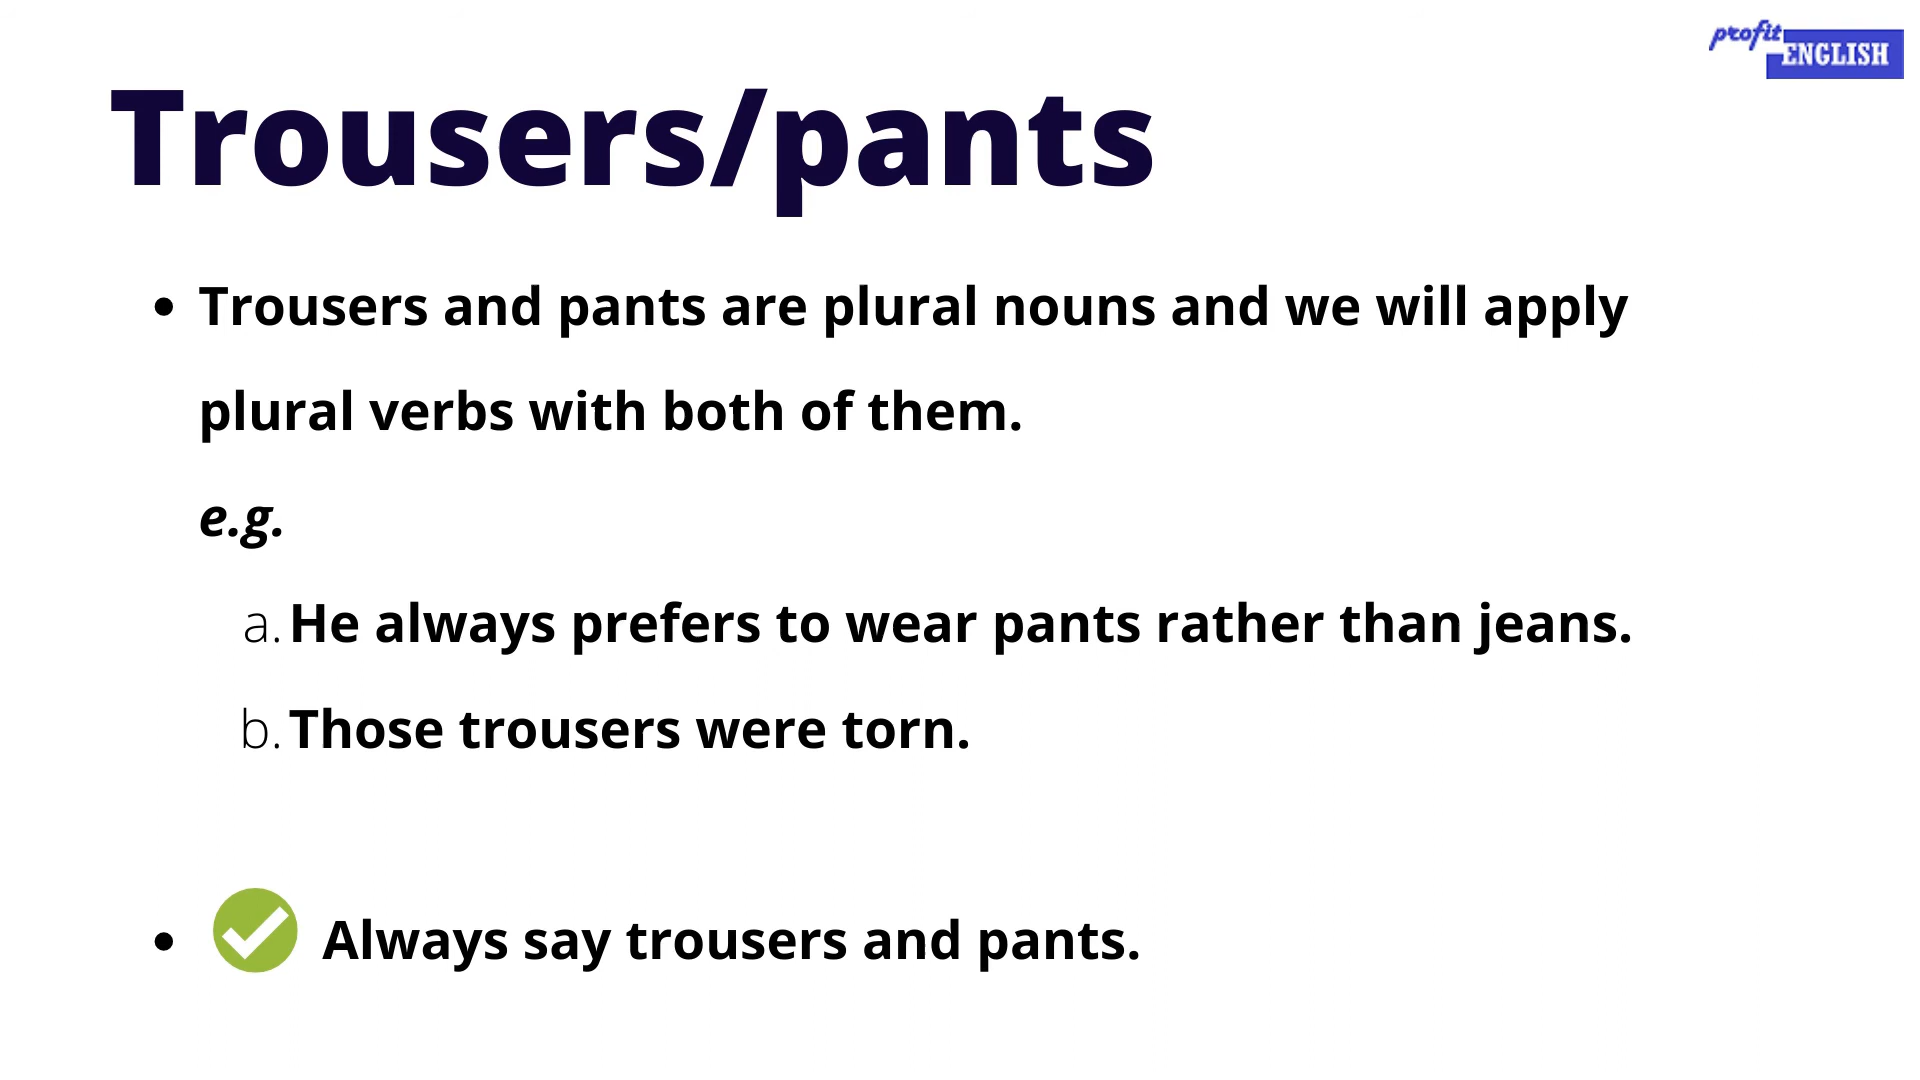 profit
ENGLISH
Trousers/pants
• Trousers and pants are plural nouns and we will apply
plural verbs with both of them.
e.g.
a. He always prefers to wear pants rather than jeans.
b. Those trousers were torn.
• Always say trousers and pants.